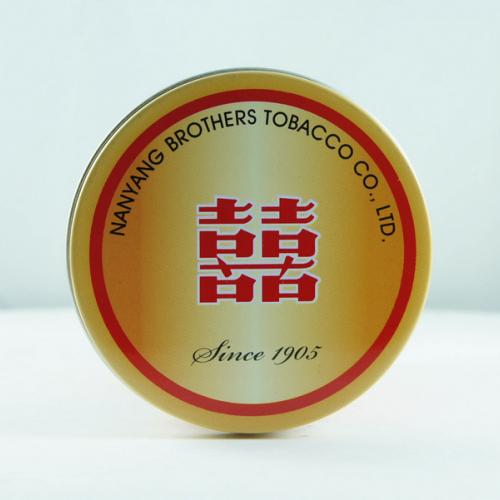 NANYANG BROTHERS TOBACCO CO., LTD.
囍
Since 1905